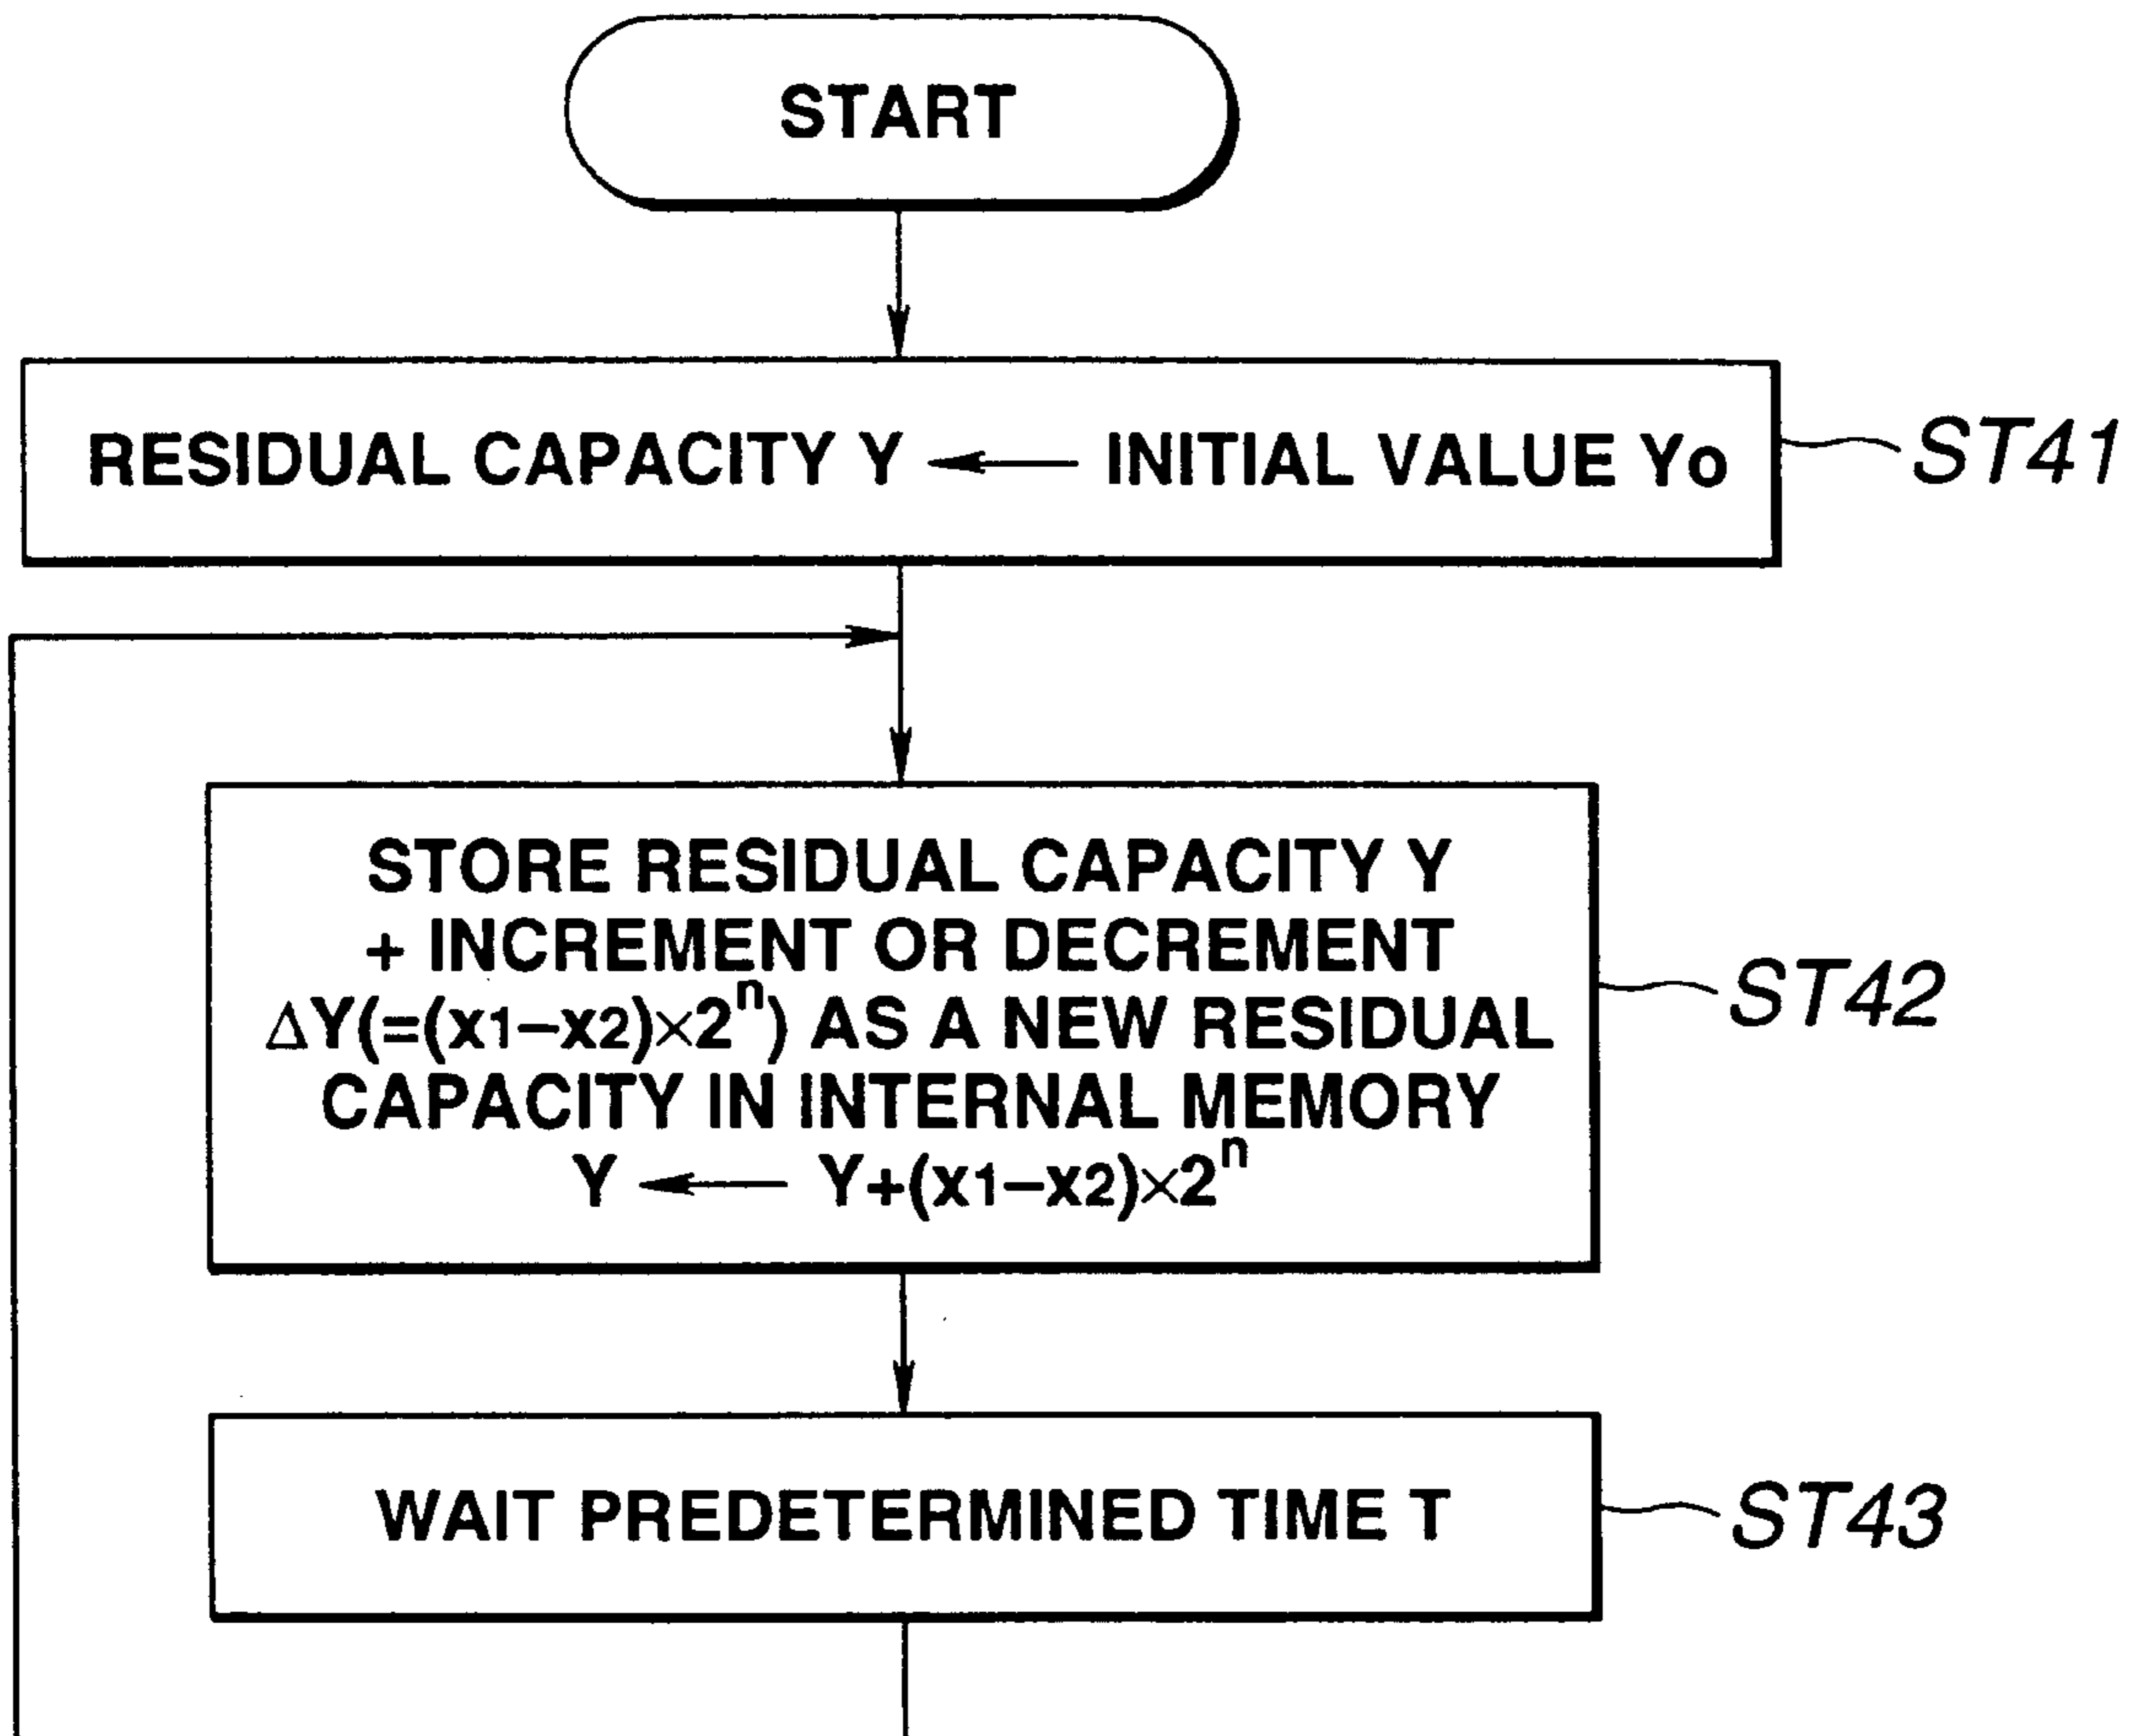 START
RESIDUAL CAPACITY Y ← INITIAL VALUE Yo
ST41
STORE RESIDUAL CAPACITY Y
+ INCREMENT OR DECREMENT
ΔY(=(x1−x2)×2ⁿ) AS A NEW RESIDUAL
CAPACITY IN INTERNAL MEMORY
Y ← Y+(x1−x2)×2ⁿ
ST42
WAIT PREDETERMINED TIME T
ST43